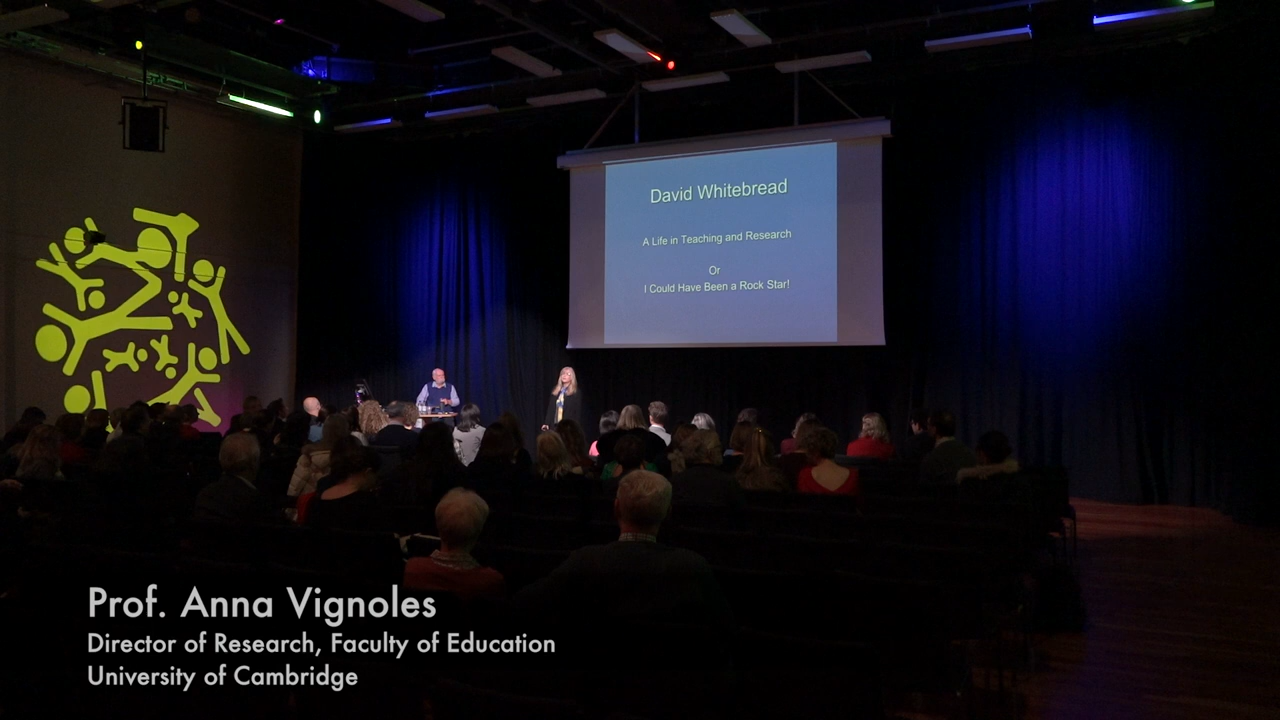 David Whitebread
A Life in Teaching and Research
Or
I Could Have Been a Rock Star!
Prof. Anna Vignoles
Director of Research, Faculty of Education
University of Cambridge